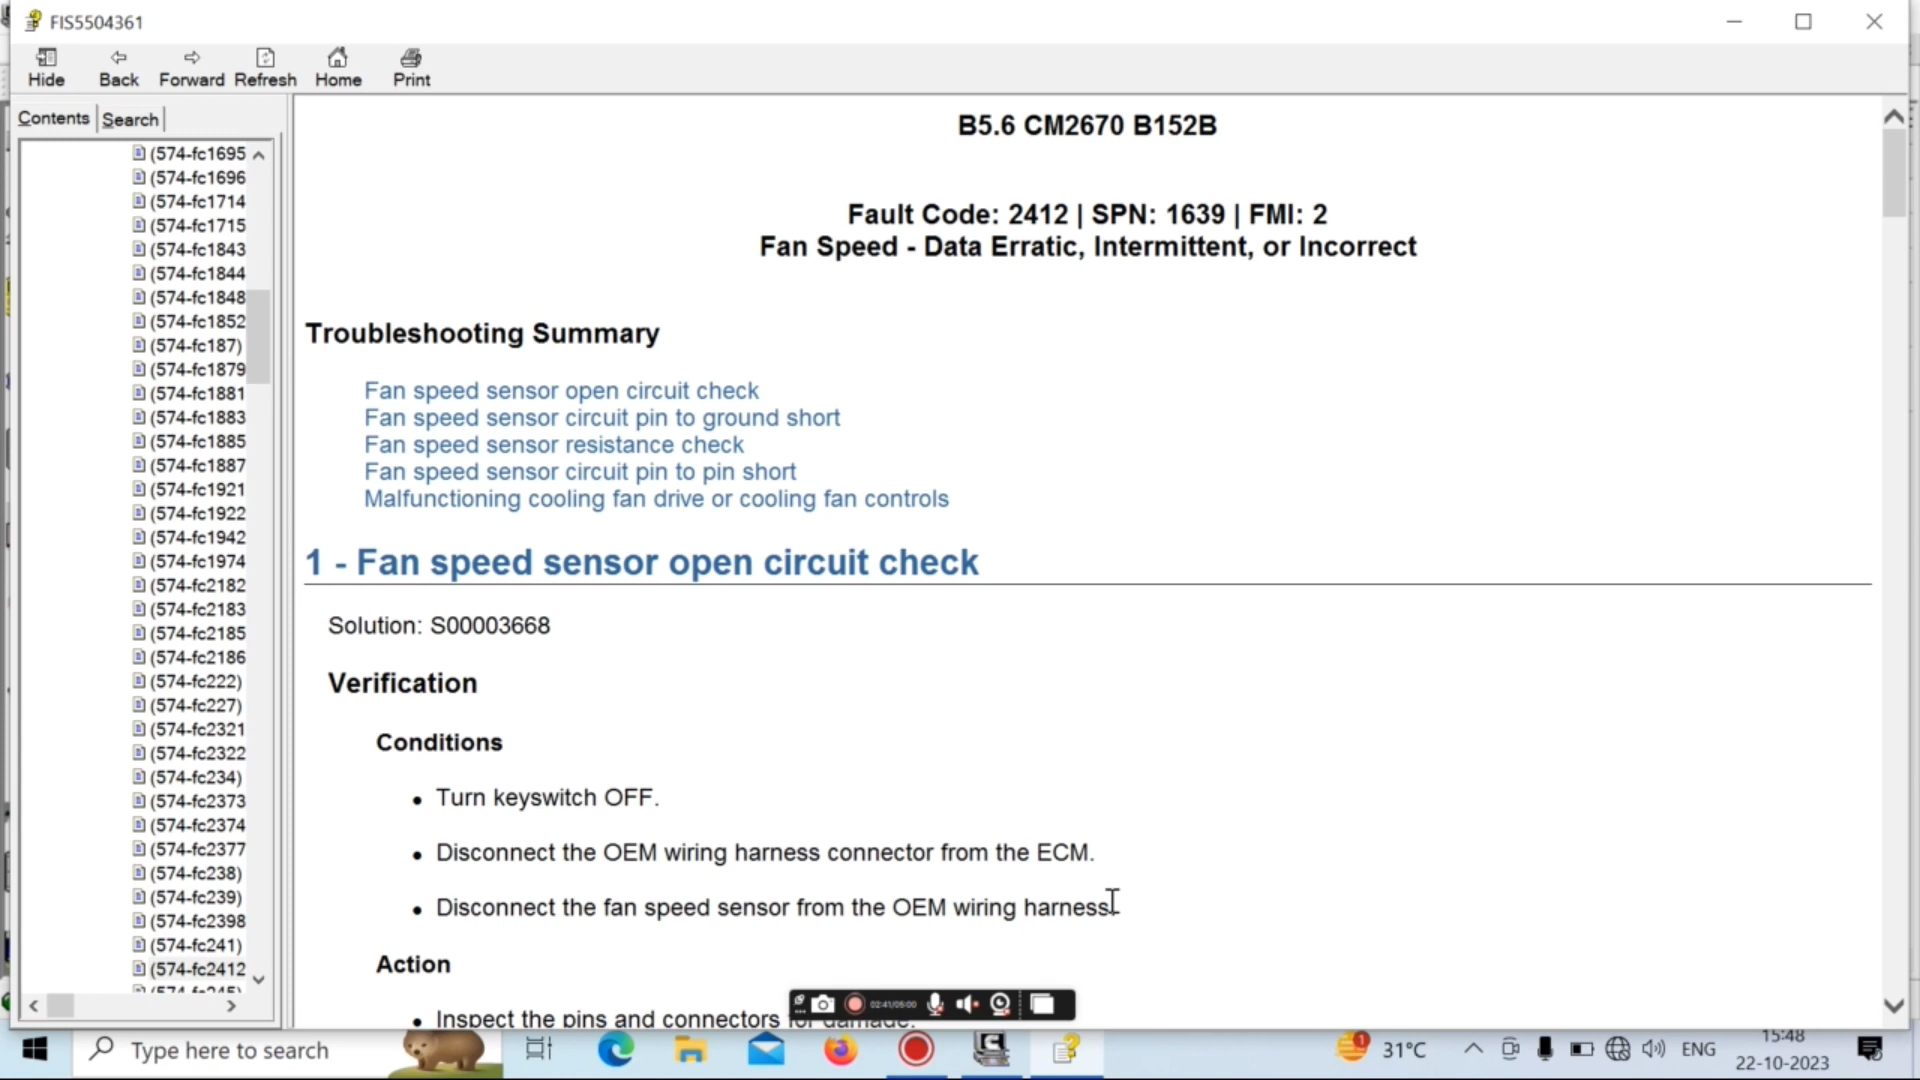 FIS5504361
Hide Back Forward Refresh Home Print
Contents Search
(574-fc1695
(574-fc1696
(574-fc1714
(574-fc1715
(574-fc1843
(574-fc1844
(574-fc1848
(574-fc1852
(574-fc187)
(574-fc1879
(574-fc1881
(574-fc1883
(574-fc1885
(574-fc1887
(574-fc1921
(574-fc1922
(574-fc1942
(574-fc1974
(574-fc2182
(574-fc2183
(574-fc2185
(574-fc2186
(574-fc222)
(574-fc227)
(574-fc2321
(574-fc2322
(574-fc234)
(574-fc2373
(574-fc2374
(574-fc2377
(574-fc238)
(574-fc239)
(574-fc2398
(574-fc241)
(574-fc2412
(574-fc245)
B5.6 CM2670 B152B
Fault Code: 2412 | SPN: 1639 | FMI: 2
Fan Speed - Data Erratic, Intermittent, or Incorrect
Troubleshooting Summary
Fan speed sensor open circuit check
Fan speed sensor circuit pin to ground short
Fan speed sensor resistance check
Fan speed sensor circuit pin to pin short
Malfunctioning cooling fan drive or cooling fan controls
1 - Fan speed sensor open circuit check
Solution: S00003668
Verification
Conditions
• Turn keyswitch OFF.
• Disconnect the OEM wiring harness connector from the ECM.
• Disconnect the fan speed sensor from the OEM wiring harness.
Action
• Inspect the pins and connectors for damage.
02:41/05:00
Type here to search
1
31°C
ENG
15:48
22-10-2023